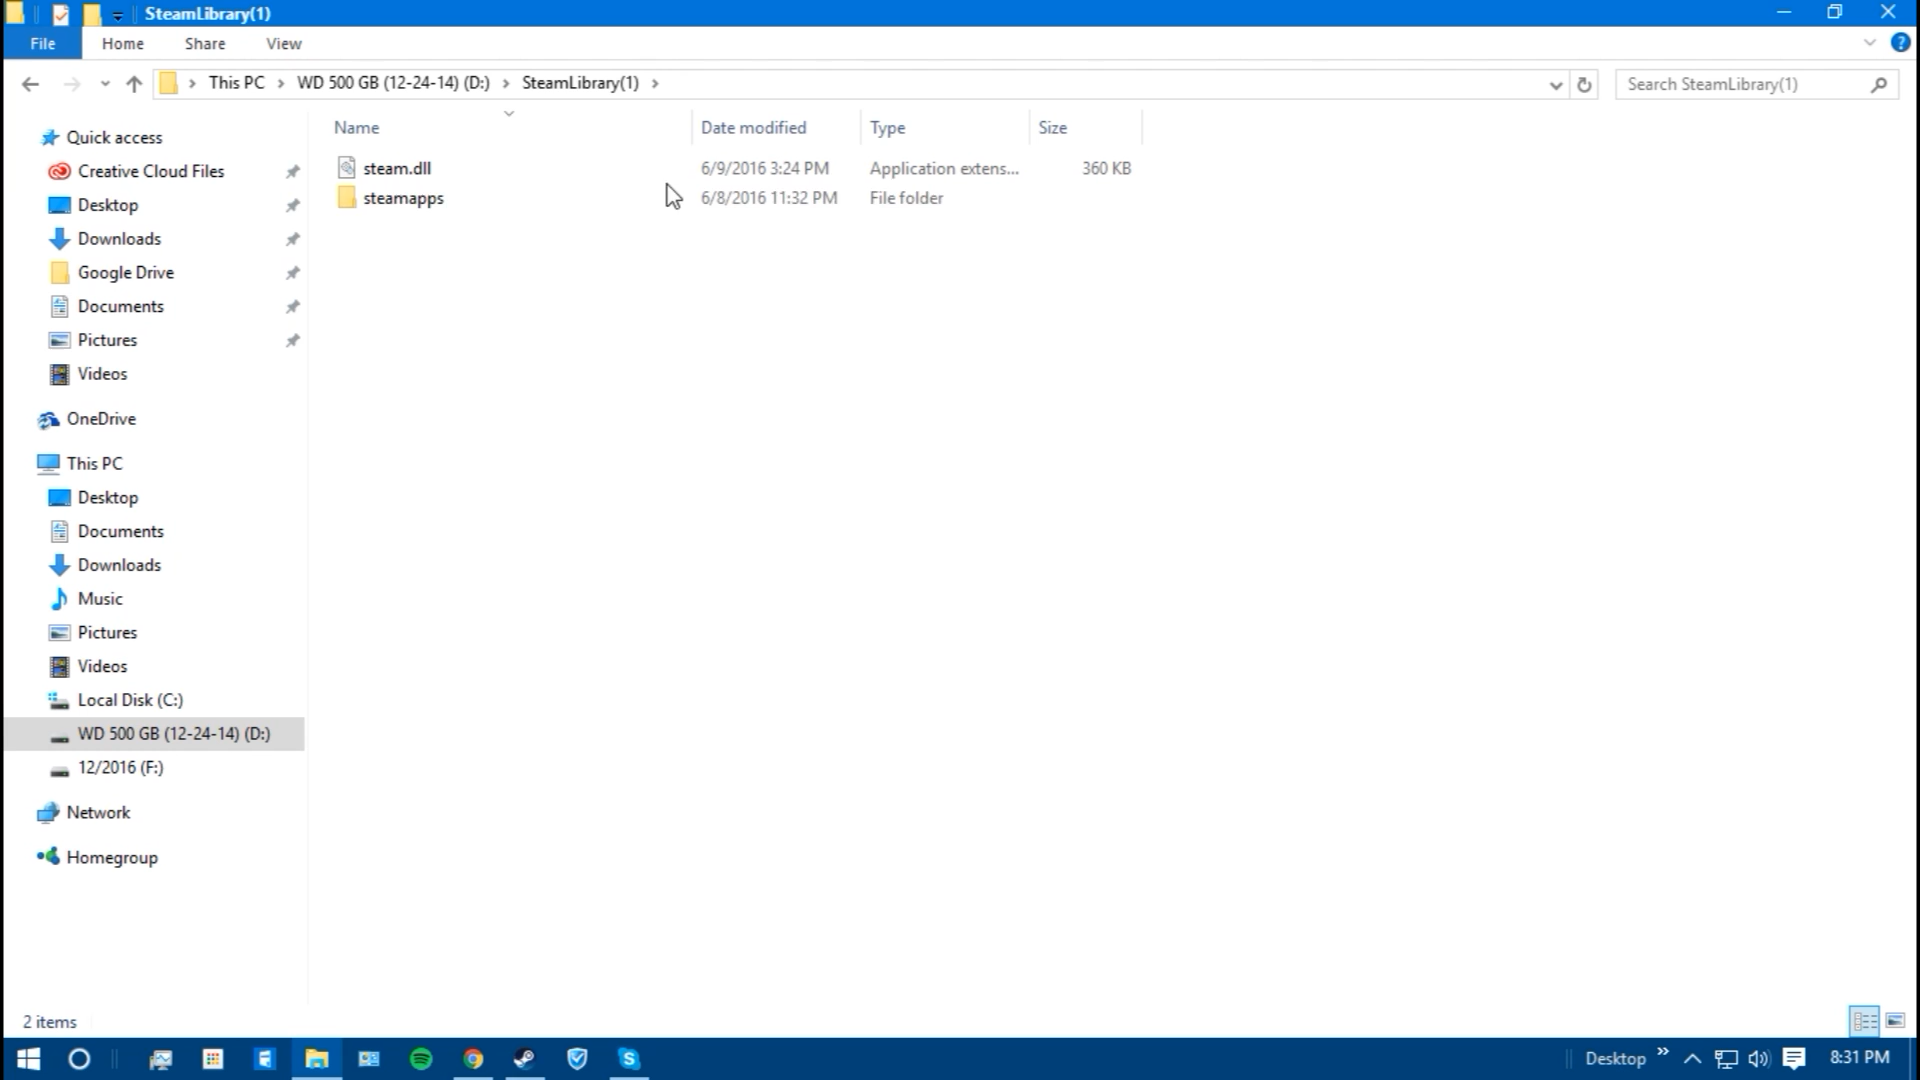 SteamLibrary(1)
File Home Share View
This PC WD 500 GB (12-24-14) (D:) SteamLibrary(1)
Search SteamLibrary(1)
Name Date modified Type Size
steam.dll 6/9/2016 3:24 PM Application extens... 360 KB
steamapps 6/8/2016 11:32 PM File folder
Quick access
Creative Cloud Files
Desktop
Downloads
Google Drive
Documents
Pictures
Videos
OneDrive
This PC
Desktop
Documents
Downloads
Music
Pictures
Videos
Local Disk (C:)
WD 500 GB (12-24-14) (D:)
12/2016 (F:)
Network
Homegroup
2 items
Desktop 8:31 PM